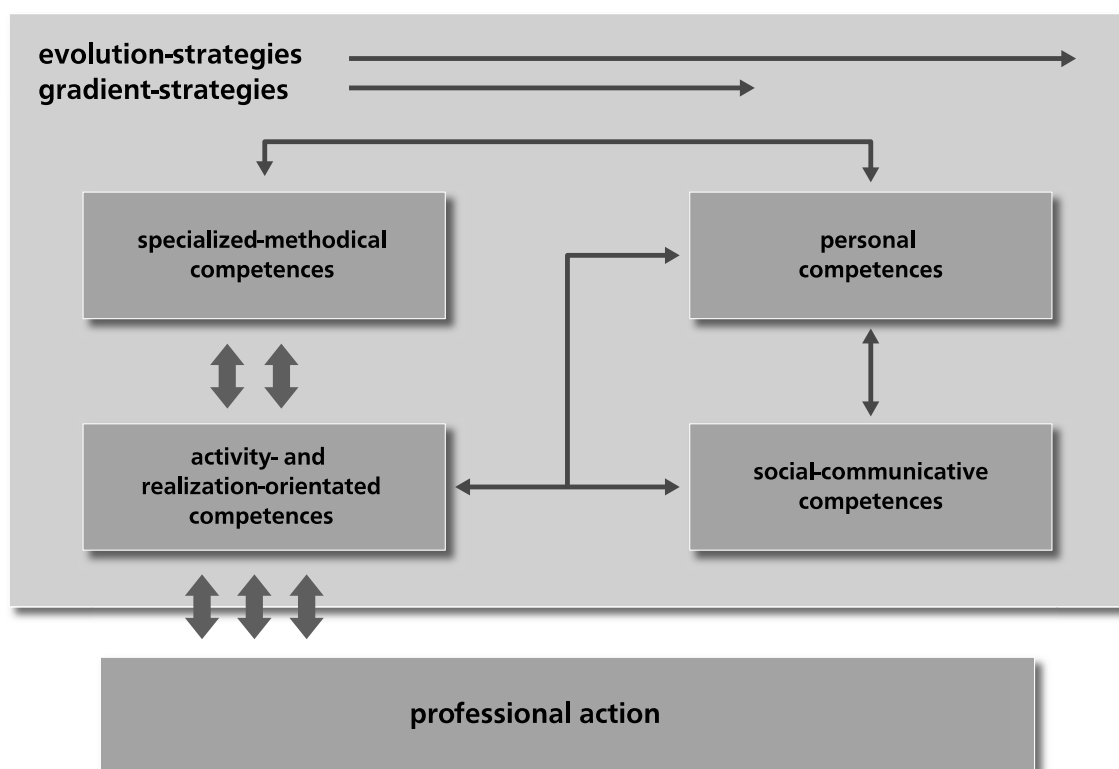 evolution-strategies
gradient-strategies
specialized-methodical
competences
personal
competences
activity- and
realization-orientated
competences
social-communicative
competences
professional action